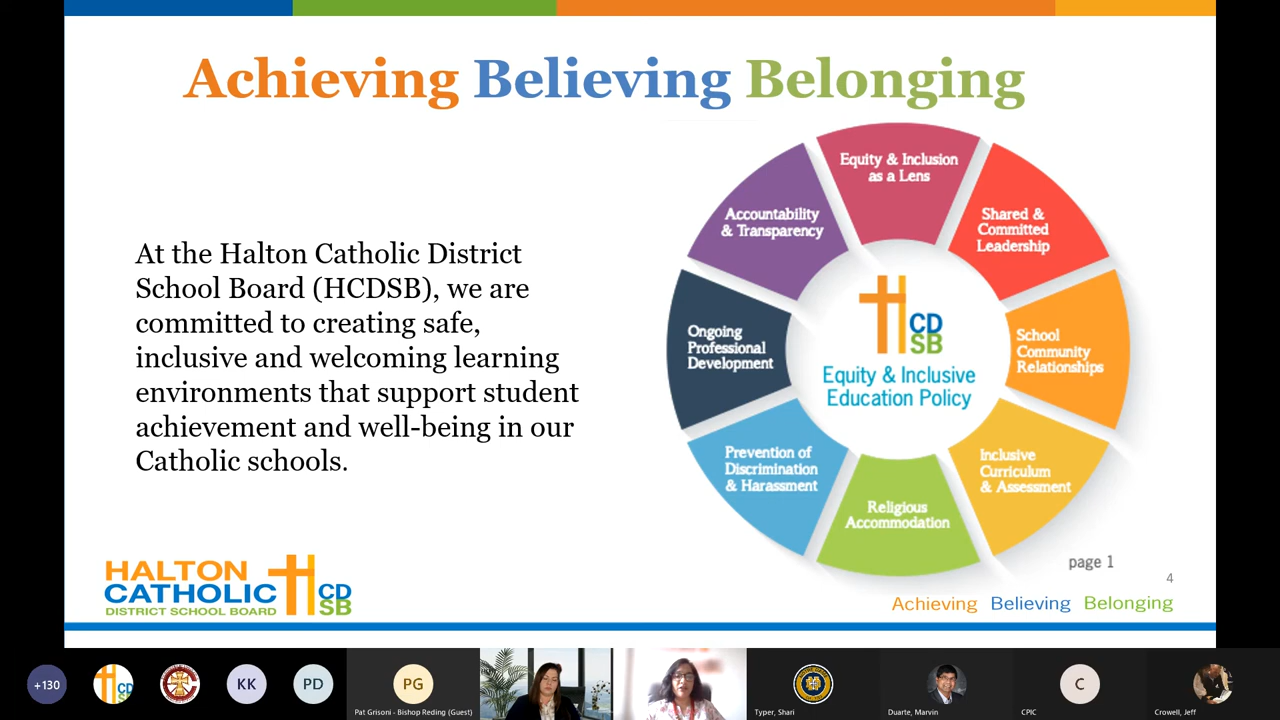 Achieving Believing Belonging
At the Halton Catholic District
School Board (HCDSB), we are
committed to creating safe,
inclusive and welcoming learning
environments that support student
achievement and well-being in our
Catholic schools.
Equity & Inclusion
as a Lens
Shared &
Committed
Leadership
School
Community
Relationships
Inclusive
Curriculum
& Assessment
Religious
Accommodation
Prevention of
Discrimination
& Harassment
Ongoing
Professional
Development
Accountability
& Transparency
HCD
SB
Equity & Inclusive
Education Policy
page 1
4
HALTON
CATHOLIC
DISTRICT SCHOOL BOARD
HCD
SB
Achieving Believing Belonging
+130
CD
SB
KK
PD
PG
C
Pat Grisoni - Bishop Reding (Guest)
Typer, Shari
Duarte, Marvin
CPIC
Crowell, Jeff